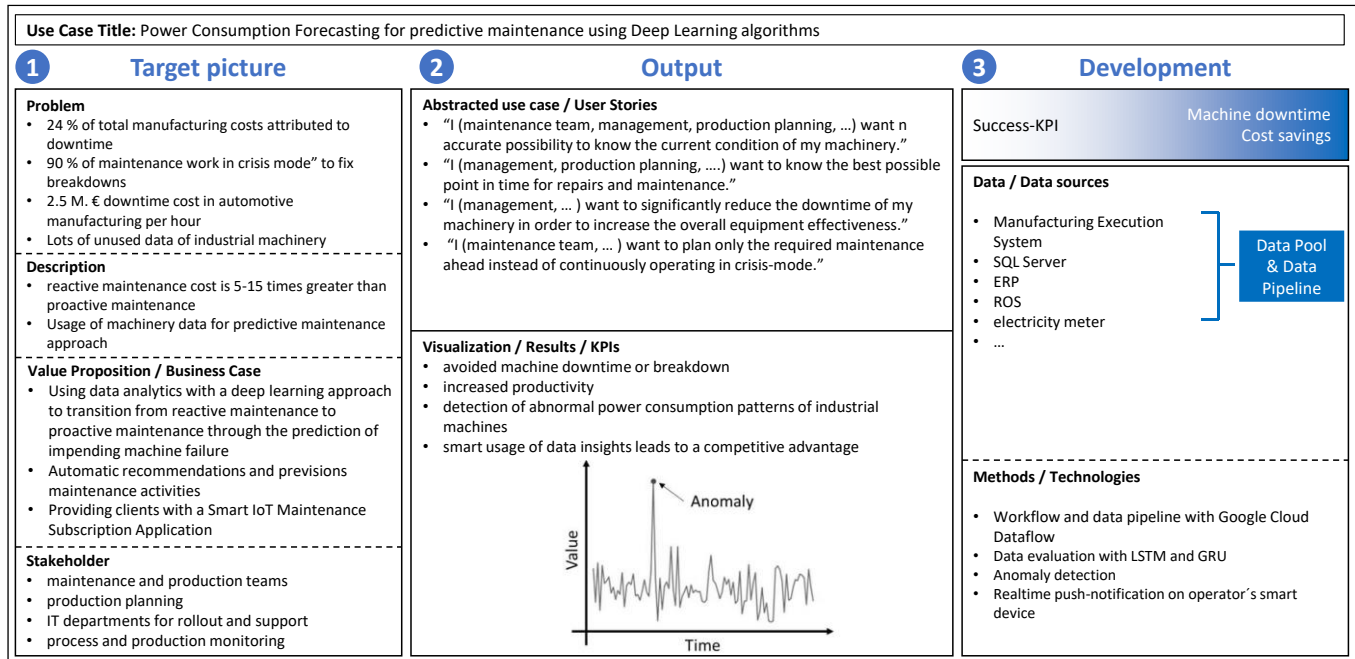 Use Case Title: Power Consumption Forecasting for predictive maintenance using Deep Learning algorithms
1 Target picture
Problem
• 24 % of total manufacturing costs attributed to
downtime
• 90 % of maintenance work in crisis mode” to fix
breakdowns
• 2.5 M. € downtime cost in automotive
manufacturing per hour
• Lots of unused data of industrial machinery
Description
• reactive maintenance cost is 5-15 times greater than
proactive maintenance
• Usage of machinery data for predictive maintenance
approach
Value Proposition / Business Case
• Using data analytics with a deep learning approach
to transition from reactive maintenance to
proactive maintenance through the prediction of
impending machine failure
• Automatic recommendations and previsions
maintenance activities
• Providing clients with a Smart IoT Maintenance
Subscription Application
Stakeholder
• maintenance and production teams
• production planning
• IT departments for rollout and support
• process and production monitoring
2 Output
Abstracted use case / User Stories
• “I (maintenance team, management, production planning, …) want n
accurate possibility to know the current condition of my machinery.”
• “I (management, production planning, ….) want to know the best possible
point in time for repairs and maintenance.”
• “I (management, … ) want to significantly reduce the downtime of my
machinery in order to increase the overall equipment effectiveness.”
• “I (maintenance team, … ) want to plan only the required maintenance
ahead instead of continuously operating in crisis-mode.”
Visualization / Results / KPIs
• avoided machine downtime or breakdown
• increased productivity
• detection of abnormal power consumption patterns of industrial
machines
• smart usage of data insights leads to a competitive advantage
Anomaly
Value
Time
3 Development
Success-KPI
Machine downtime
Cost savings
Data / Data sources
• Manufacturing Execution
System
• SQL Server
• ERP
• ROS
• electricity meter
• …
Data Pool
& Data
Pipeline
Methods / Technologies
• Workflow and data pipeline with Google Cloud
Dataflow
• Data evaluation with LSTM and GRU
• Anomaly detection
• Realtime push-notification on operator´s smart
device